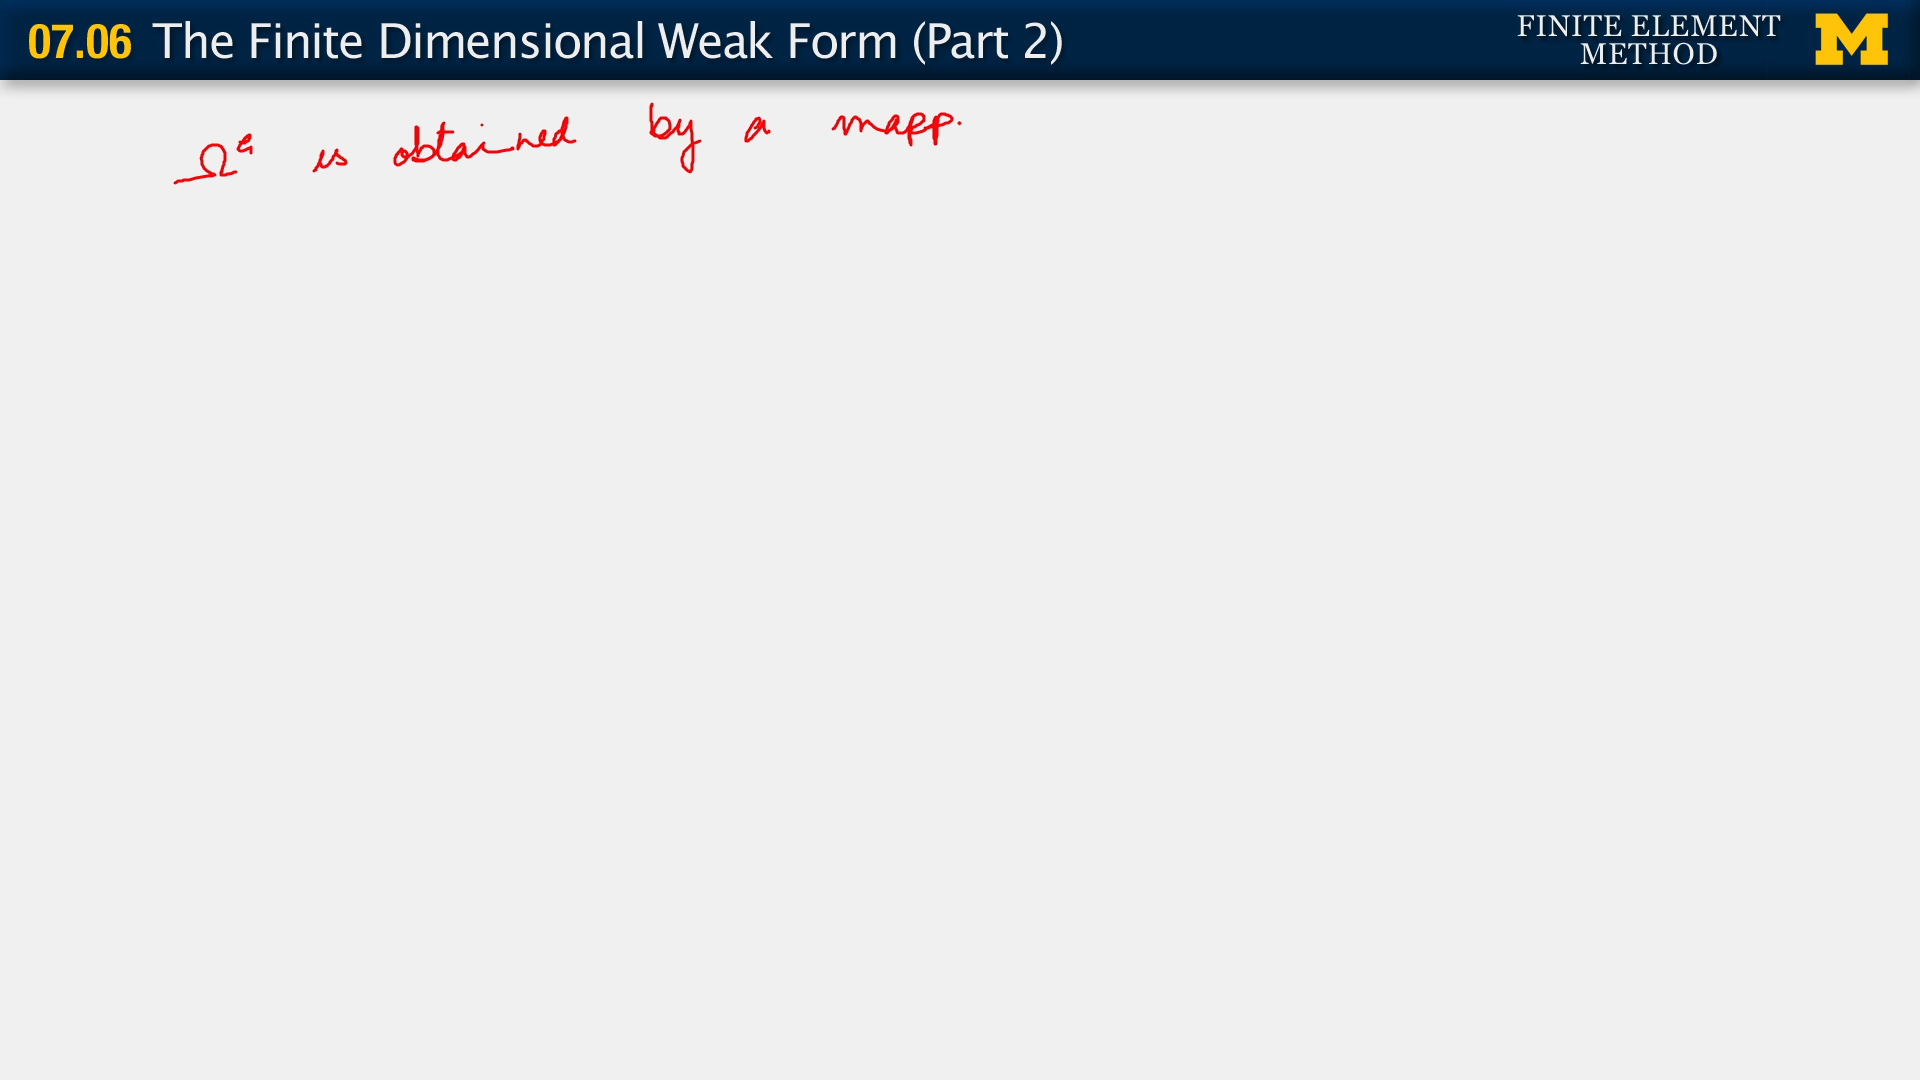 07.06 The Finite Dimensional Weak Form (Part 2)
FINITE ELEMENT
METHOD
M
Ωᵉ is obtained by a mapp.